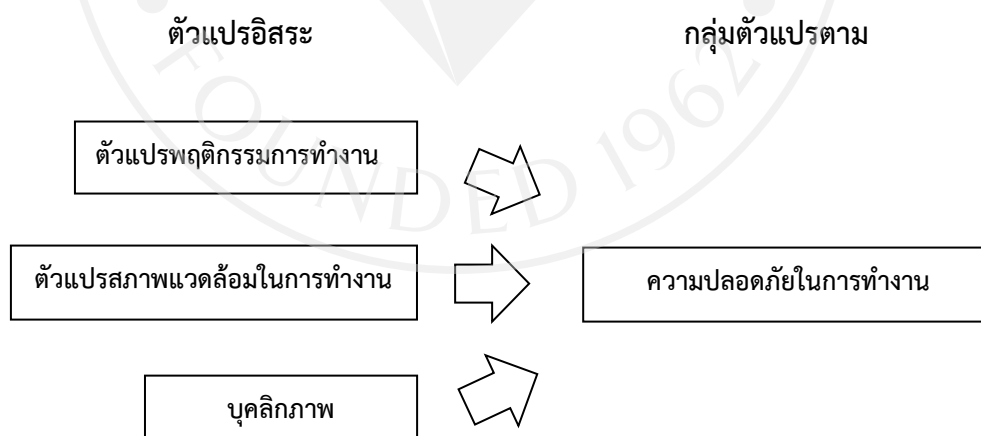 ตัวแปรอิสระ
กลุ่มตัวแปรตาม
ตัวแปรพฤติกรรมการทำงาน
ตัวแปรสภาพแวดล้อมในการทำงาน
ความปลอดภัยในการทำงาน
บุคลิกภาพ
FOUNDED 1962